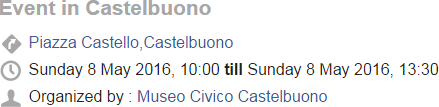 Event in Castelbuono
Piazza Castello,Castelbuono
Sunday 8 May 2016, 10:00 till Sunday 8 May 2016, 13:30
Organized by : Museo Civico Castelbuono